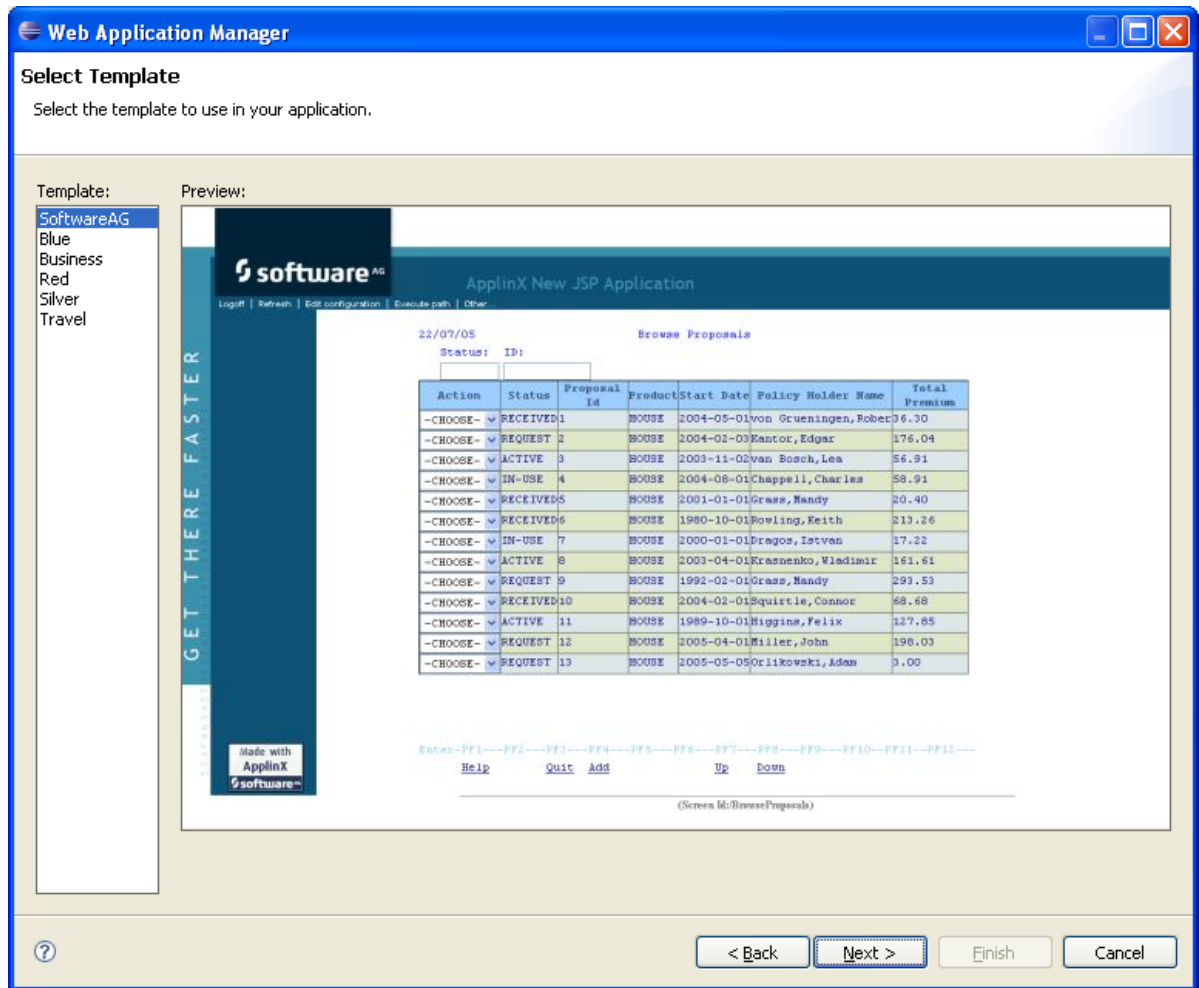 Web Application Manager
Select Template
Select the template to use in your application.
Template:
Preview:
SoftwareAG
Blue
Business
Red
Silver
Travel
software AG
ApplinX New JSP Application
Logoff | Refresh | Edit configuration | Execute path | Other...
GET THERE FASTER
22/07/05 Browse Proposals
Status: ID:
Action Status Proposal Id Product Start Date Policy Holder Name Total Premium
-CHOOSE- RECEIVED 1 HOUSE 2004-05-01 von Grueningen,Rober 36.30
-CHOOSE- REQUEST 2 HOUSE 2004-02-03 Kantor,Edgar 176.04
-CHOOSE- ACTIVE 3 HOUSE 2003-11-02 van Bosch,Lea 56.91
-CHOOSE- IN-USE 4 HOUSE 2004-08-01 Chappell,Charles 58.91
-CHOOSE- RECEIVED 5 HOUSE 2001-01-01 Grass,Mandy 20.40
-CHOOSE- RECEIVED 6 HOUSE 1980-10-01 Rowling,Keith 213.26
-CHOOSE- IN-USE 7 HOUSE 2000-01-01 Dragos,Istvan 17.22
-CHOOSE- ACTIVE 8 HOUSE 2003-04-01 Krasnenko,Wladimir 161.61
-CHOOSE- REQUEST 9 HOUSE 1992-02-01 Grass,Mandy 293.53
-CHOOSE- RECEIVED 10 HOUSE 2004-02-01 Squirtle,Connor 68.68
-CHOOSE- ACTIVE 11 HOUSE 1989-10-01 Higgins,Felix 127.85
-CHOOSE- REQUEST 12 HOUSE 2005-04-01 Miller,John 198.03
-CHOOSE- REQUEST 13 HOUSE 2005-05-05 Orlikowski,Adam 3.00
Enter-PF1---PF2---PF3---PF4---PF5---PF6---PF7---PF8---PF9---PF10--PF11--PF12---
Help Quit Add Up Down
Made with
ApplinX
software AG
(Screen Id:/BrowseProposals)
< Back
Next >
Finish
Cancel